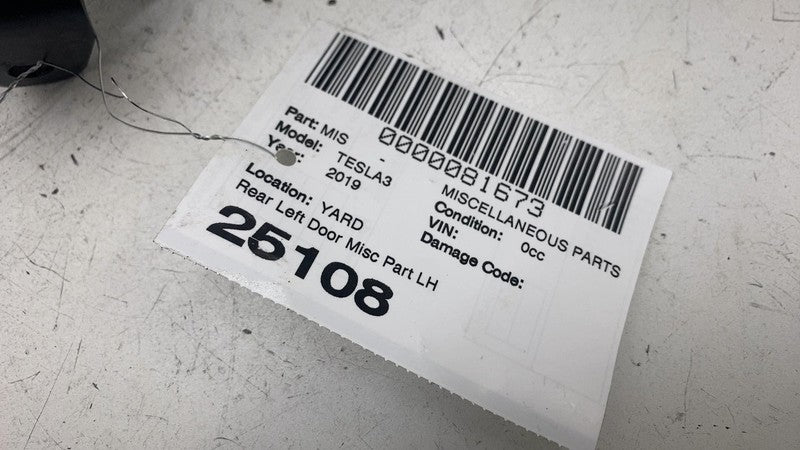 0000081673
Part: MIS - MISCELLANEOUS PARTS
Model: TESLA3 Condition: 0cc
Year: 2019 VIN:
Damage Code:
Location: YARD
Rear Left Door Misc Part LH
25108